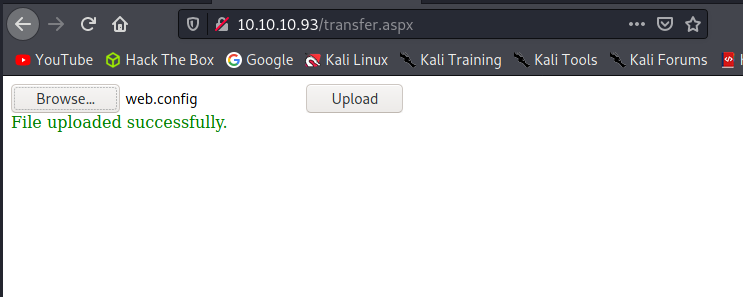 10.10.10.93/transfer.aspx
YouTube Hack The Box Google Kali Linux Kali Training Kali Tools Kali Forums
Browse... web.config Upload
File uploaded successfully.